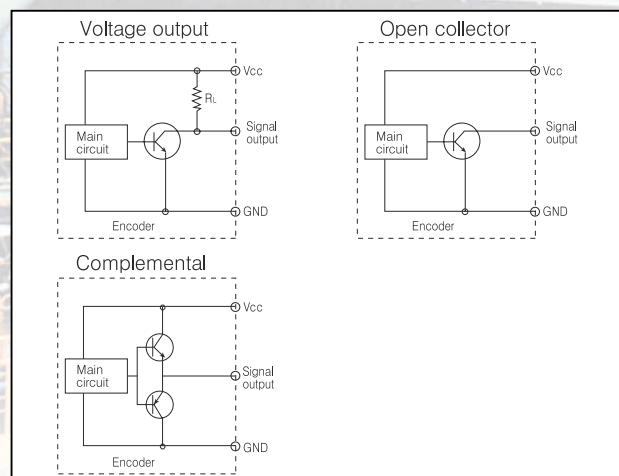 Voltage output
Vcc
RL
Main
circuit
Signal
output
GND
Encoder
Open collector
Vcc
Main
circuit
Signal
output
GND
Encoder
Complemental
Vcc
Main
circuit
Signal
output
GND
Encoder